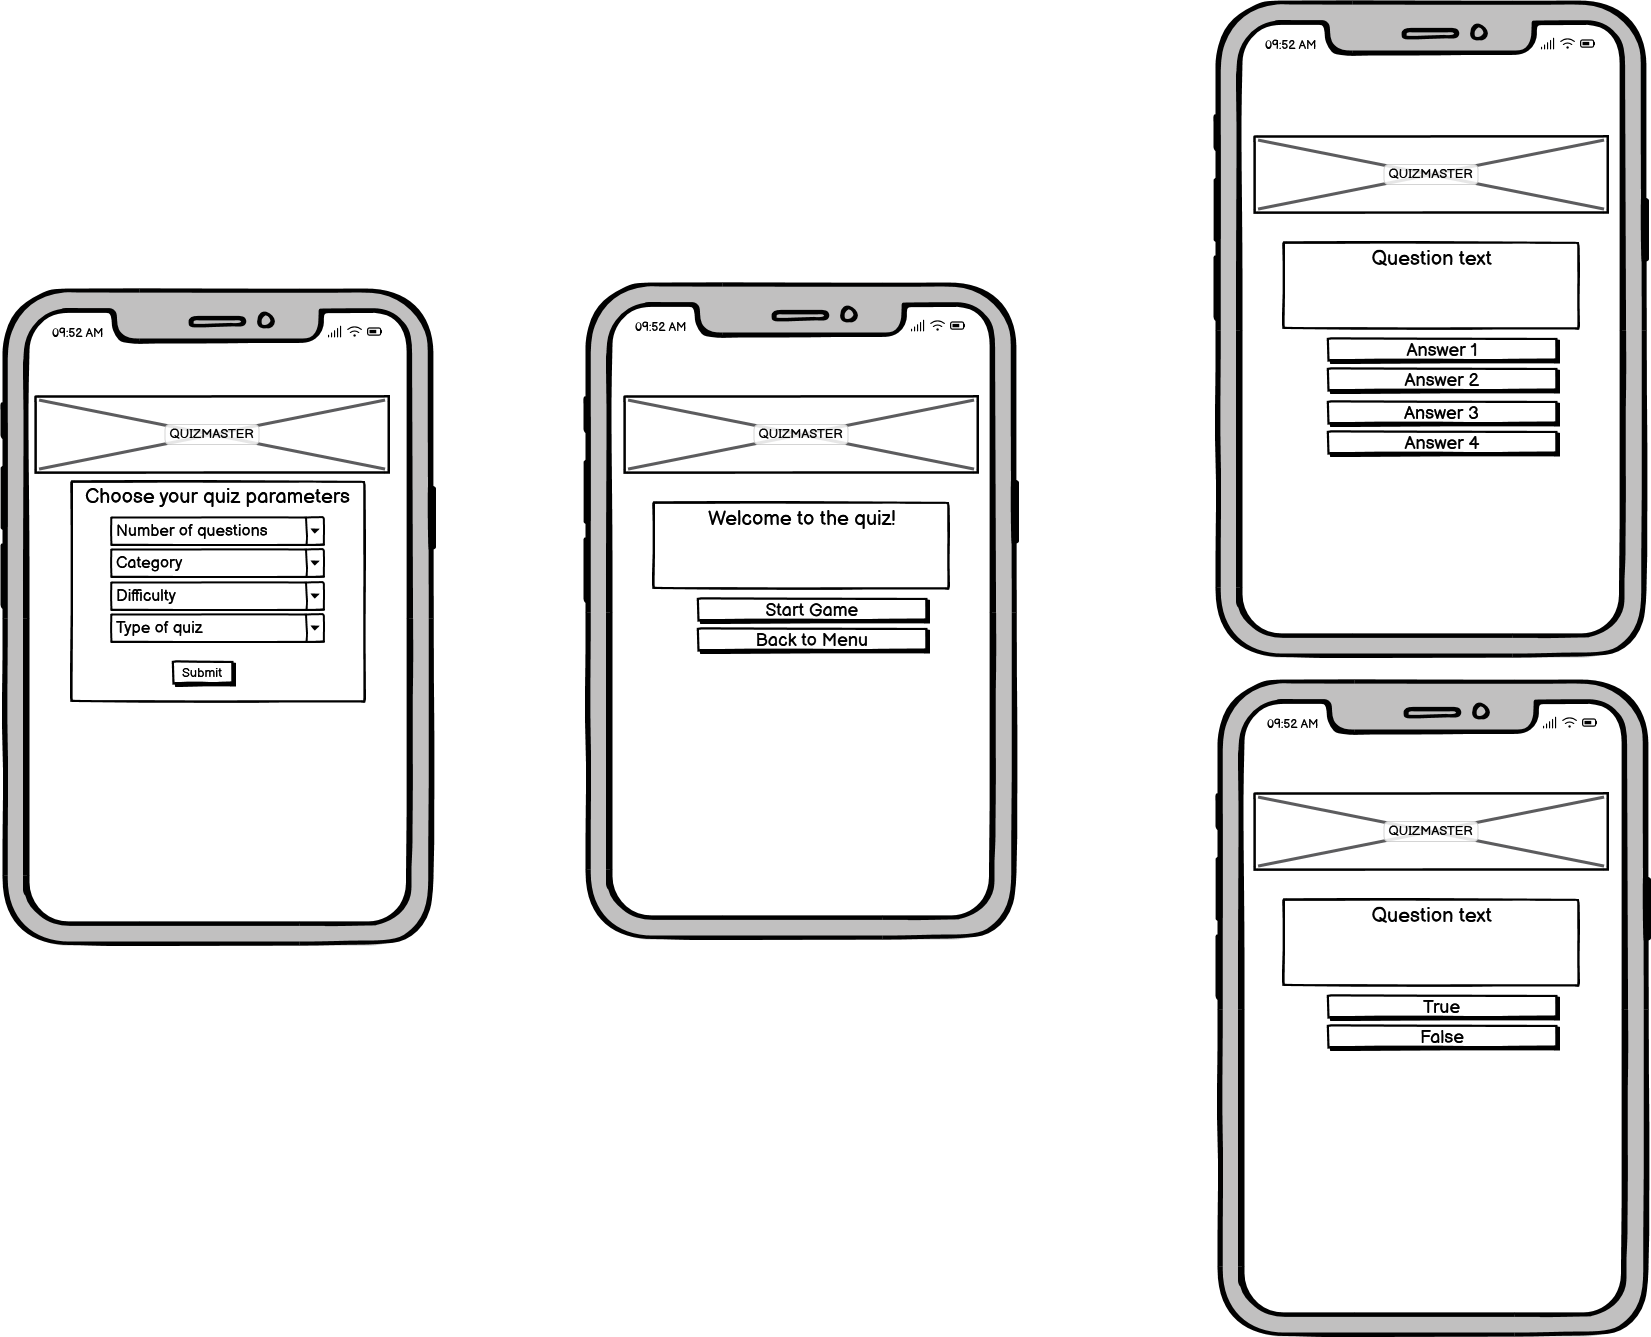 09:52 AM
QUIZMASTER
Choose your quiz parameters
Number of questions
Category
Difficulty
Type of quiz
Submit
09:52 AM
QUIZMASTER
Welcome to the quiz!
Start Game
Back to Menu
09:52 AM
QUIZMASTER
Question text
Answer 1
Answer 2
Answer 3
Answer 4
09:52 AM
QUIZMASTER
Question text
True
False